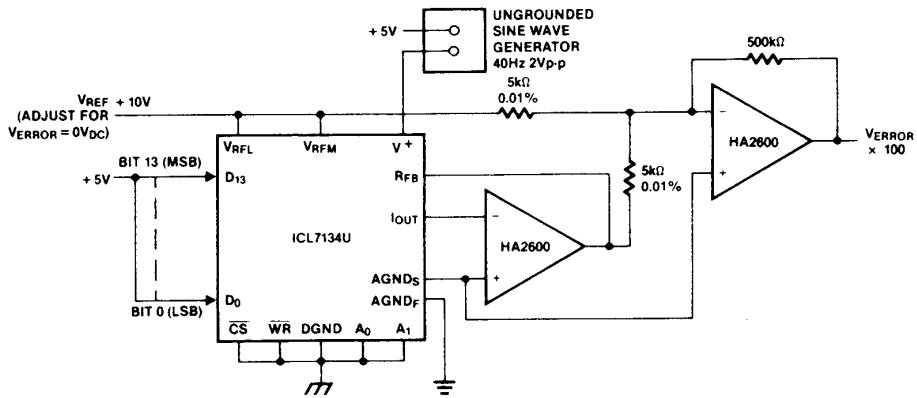 UNGROUNDED
SINE WAVE
GENERATOR
40Hz 2Vp-p
+ 5V
500kΩ
5kΩ
0.01%
VREF + 10V
(ADJUST FOR
VERROR = 0VDC)
VRFL
VRFM
V+
HA2600
VERROR
× 100
BIT 13 (MSB)
+ 5V
D13
RFB
5kΩ
0.01%
IOUT
ICL7134U
HA2600
AGNDS
D0
AGNDF
BIT 0 (LSB)
CS WR DGND A0 A1
− +
− +